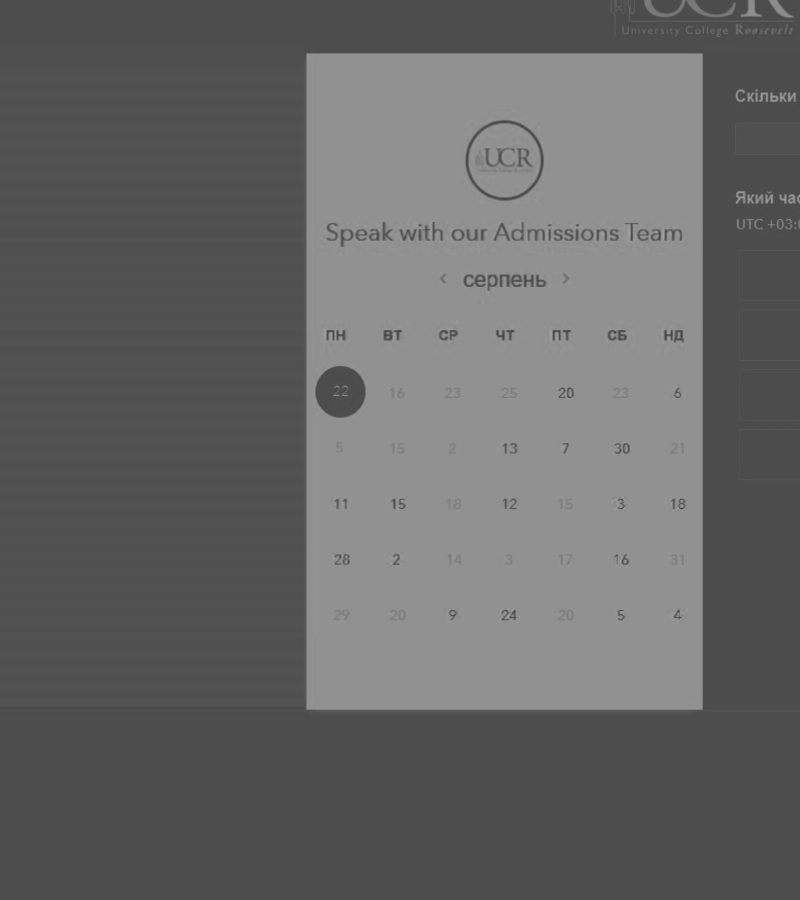 UCR
University College Roosevelt
Скільки
UCR
Speak with our Admissions Team
Який час
UTC +03:0
< серпень >
ПН ВТ СР ЧТ ПТ СБ НД
22 16 23 25 20 23 6
5 15 2 13 7 30 21
11 15 18 12 15 3 18
28 2 14 3 17 16 31
29 20 9 24 20 5 4